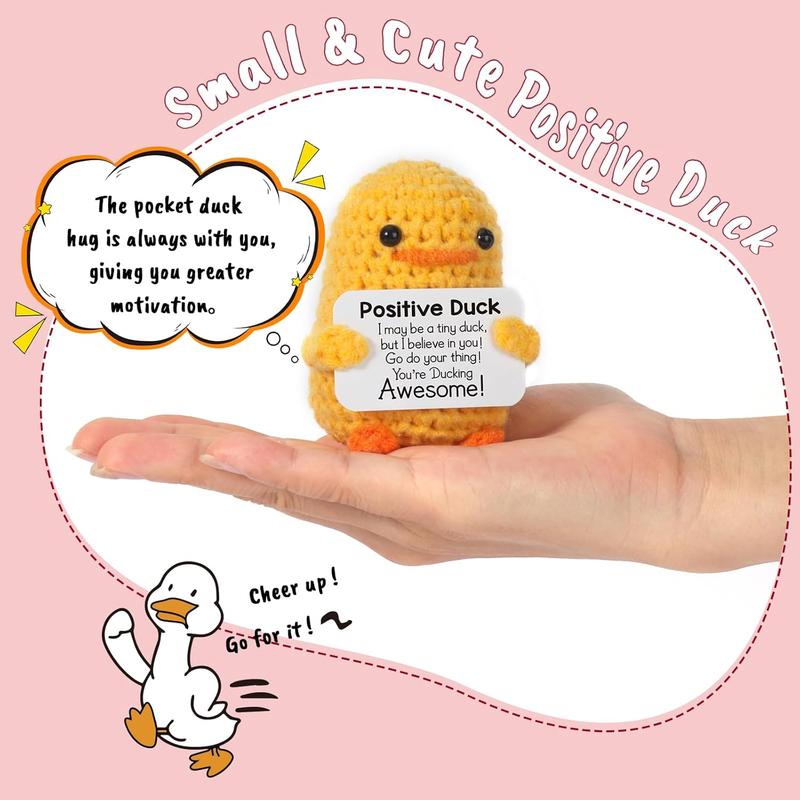 Small & Cute Positive Duck
The pocket duck
hug is always with you,
giving you greater
motivation。
Positive Duck
I may be a tiny duck,
but I believe in you!
Go do your thing!
You're Ducking
Awesome!
Cheer up!
Go for it!